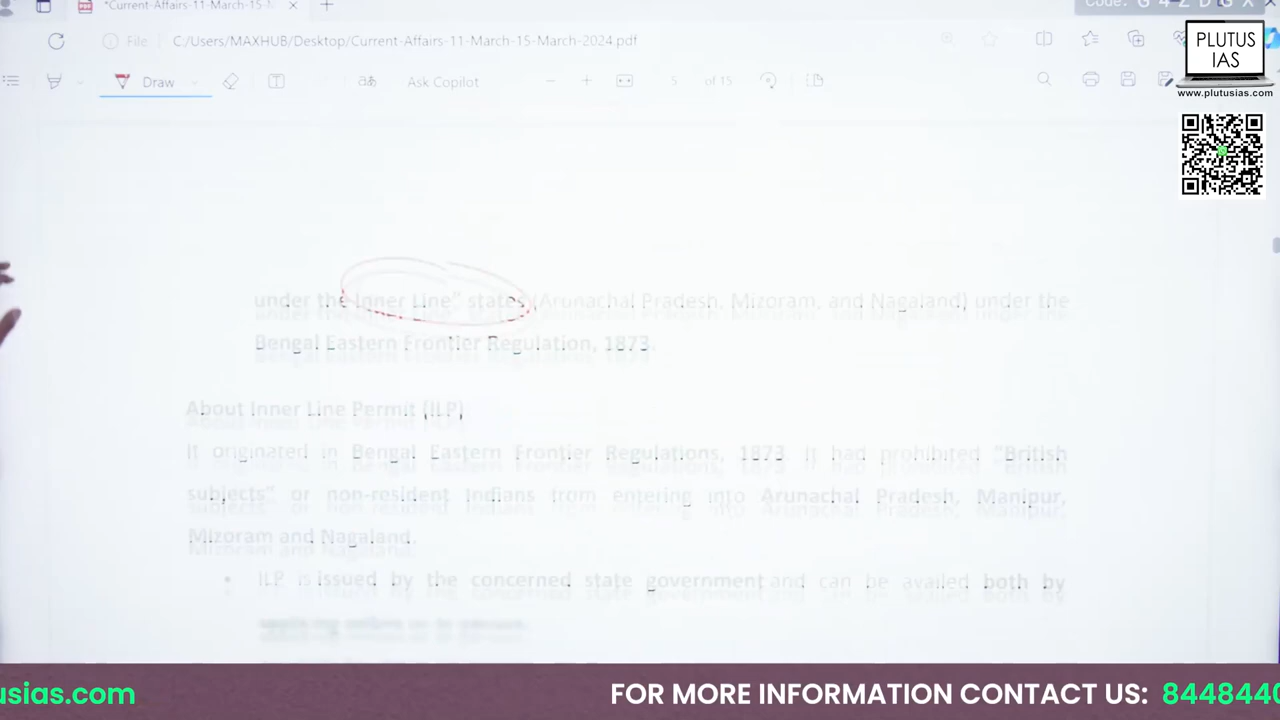 *Current-Affairs-11-March-15-M
Code: G 4 Z D G X
File C:/Users/MAXHUB/Desktop/Current-Affairs-11-March-15-March-2024.pdf
Draw
Ask Copilot
5 of 15
PLUTUS
IAS
www.plutusias.com
under the Inner Line" states (Arunachal Pradesh, Mizoram, and Nagaland) under the
Bengal Eastern Frontier Regulation, 1873.
About Inner Line Permit (ILP)
It originated in Bengal Eastern Frontier Regulations, 1873. It had prohibited "British
subjects" or non-resident Indians from entering into Arunachal Pradesh, Manipur,
Mizoram and Nagaland.
• ILP is issued by the concerned state government and can be availed both by
usias.com FOR MORE INFORMATION CONTACT US: 8448440